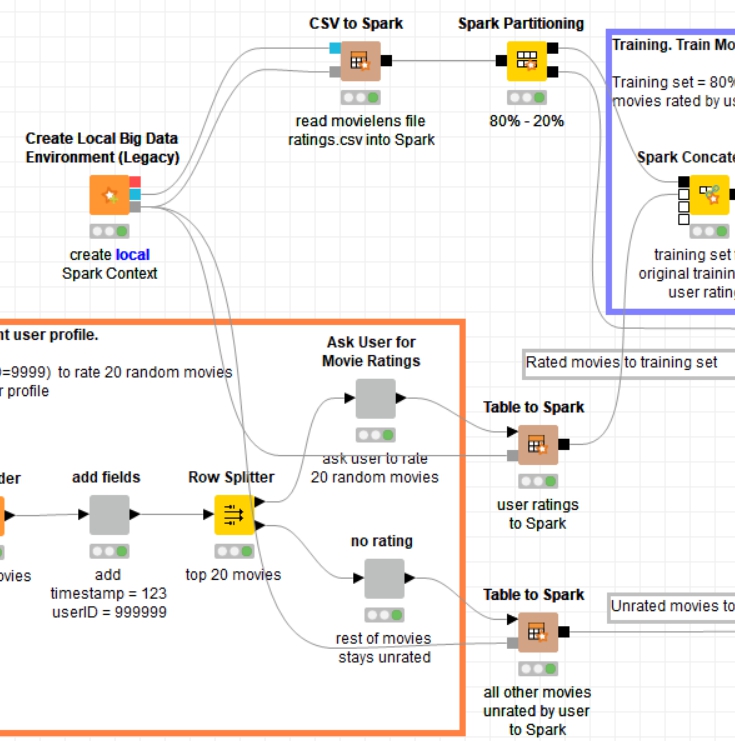 CSV to Spark
read movielens file
ratings.csv into Spark
Spark Partitioning
80% - 20%
Training. Train Mo
Training set = 80%
movies rated by us
Spark Concate
training set
original trainin
user rating
Create Local Big Data
Environment (Legacy)
create local
Spark Context
nt user profile.
=9999) to rate 20 random movies
r profile
Ask User for
Movie Ratings
ask user to rate
20 random movies
Rated movies to training set
Table to Spark
user ratings
to Spark
der
ovies
add fields
add
timestamp = 123
userID = 999999
Row Splitter
top 20 movies
no rating
rest of movies
stays unrated
Table to Spark
all other movies
unrated by user
to Spark
Unrated movies to